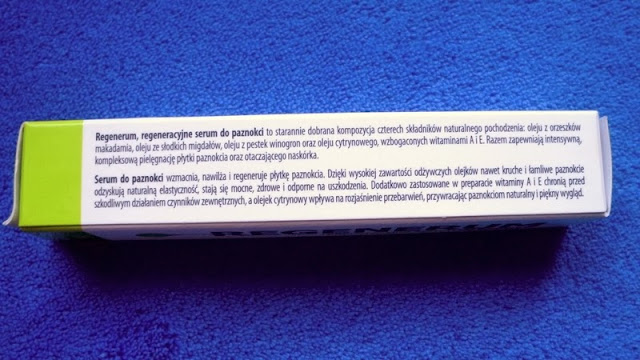 Regenerum, regeneracyjne serum do paznokci to starannie dobrana kompozycja czterech składników naturalnego pochodzenia: oleju z orzeszków
makadamia, oleju ze słodkich migdałów, oleju z pestek winogron oraz oleju cytrynowego, wzbogaconych witaminami A i E. Razem zapewniają intensywną,
kompleksową pielęgnację płytki paznokcia oraz otaczającego naskórka.
Serum do paznokci wzmacnia, nawilża i regeneruje płytkę paznokcia. Dzięki wysokiej zawartości odżywczych olejków nawet kruche i łamliwe paznokcie
odzyskują naturalną elastyczność, stają się mocne, zdrowe i odporne na uszkodzenia. Dodatkowo zastosowane w preparacie witaminy A i E chronią przed
szkodliwym działaniem czynników zewnętrznych, a olejek cytrynowy wpływa na rozjaśnienie przebarwień, przywracając paznokciom naturalny i piękny wygląd.
REGENERUM